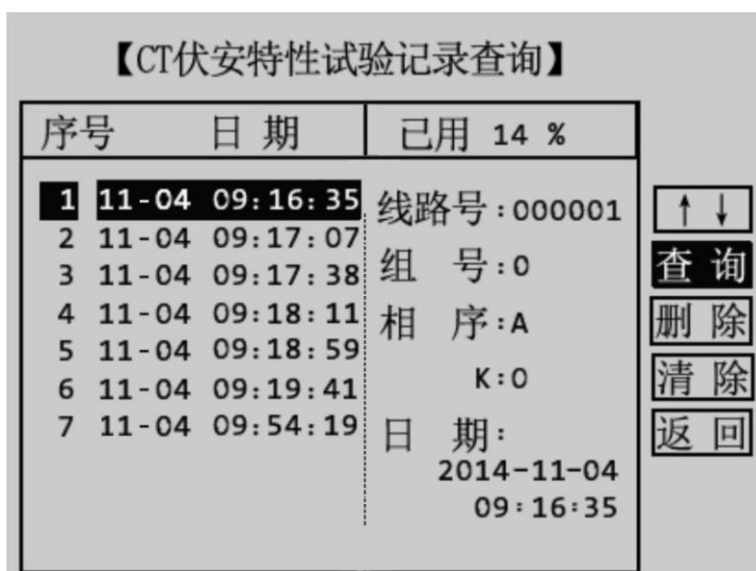 【CT伏安特性试验记录查询】
序号 日期 已用 14 %
1 11-04 09:16:35
2 11-04 09:17:07
3 11-04 09:17:38
4 11-04 09:18:11
5 11-04 09:18:59
6 11-04 09:19:41
7 11-04 09:54:19
线路号:000001
组 号:0
相 序:A
K:0
日 期:
2014-11-04
09:16:35
↑ ↓
查 询
删 除
清 除
返 回